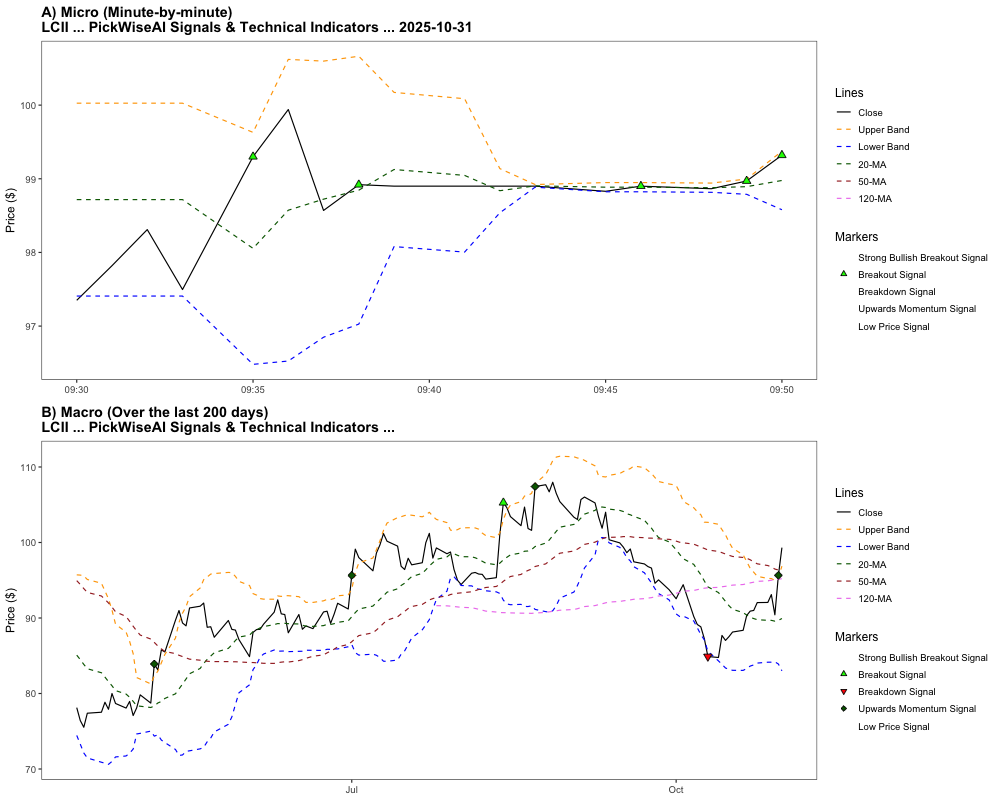 A) Micro (Minute-by-minute)
LCII ... PickWiseAI Signals & Technical Indicators ... 2025-10-31
Price ($)
100
99
98
97
09:30
09:35
09:40
09:45
09:50
Lines
Close
Upper Band
Lower Band
20-MA
50-MA
120-MA
Markers
Strong Bullish Breakout Signal
Breakout Signal
Breakdown Signal
Upwards Momentum Signal
Low Price Signal
B) Macro (Over the last 200 days)
LCII ... PickWiseAI Signals & Technical Indicators ...
Price ($)
110
100
90
80
70
Jul
Oct
Lines
Close
Upper Band
Lower Band
20-MA
50-MA
120-MA
Markers
Strong Bullish Breakout Signal
Breakout Signal
Breakdown Signal
Upwards Momentum Signal
Low Price Signal